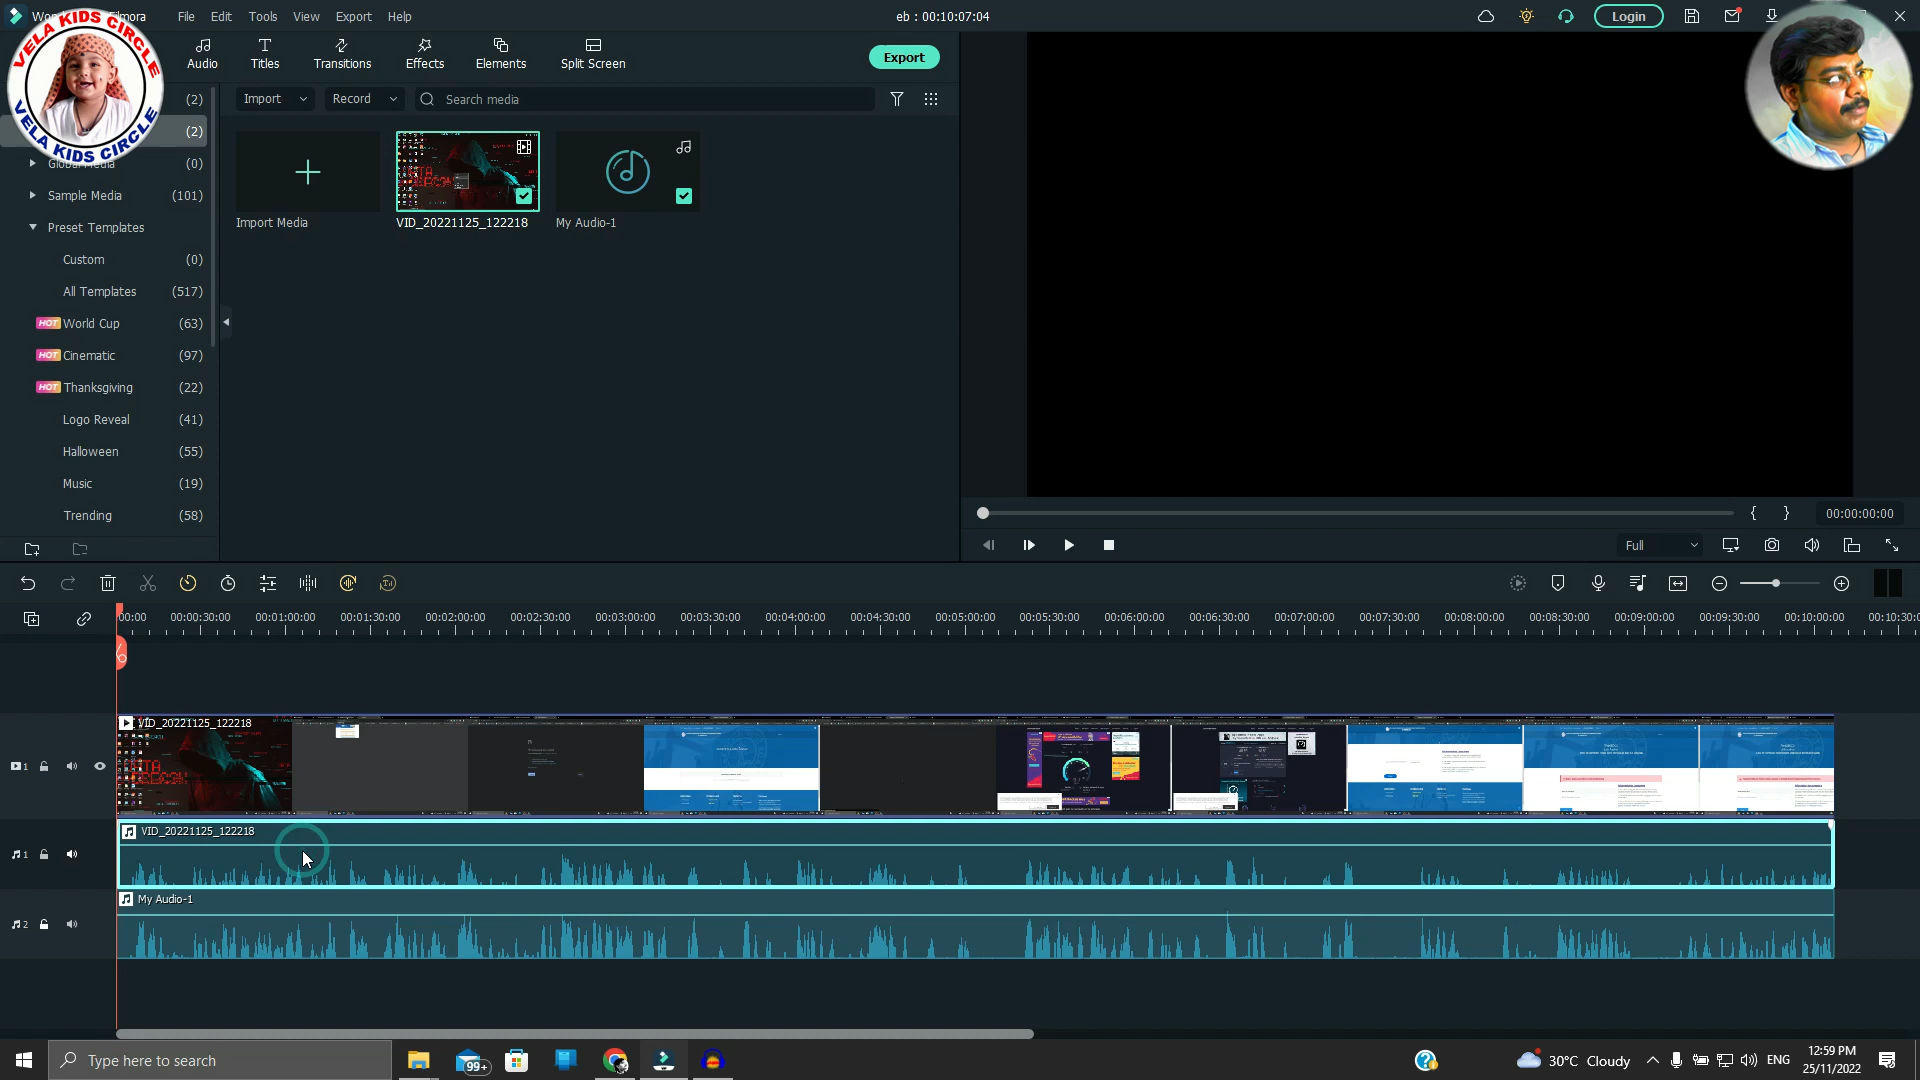 File Edit Tools View Export Help
eb : 00:10:07:04
Login
VELA KIDS CIRCLE
VELA KIDS CIRCLE
Audio
Titles
Transitions
Effects
Elements
Split Screen
Export
(2)
Import
Record
Search media
(2)
Global Media (0)
Sample Media (101)
Preset Templates
Custom (0)
All Templates (517)
HOT World Cup (63)
HOT Cinematic (97)
HOT Thanksgiving (22)
Logo Reveal (41)
Halloween (55)
Music (19)
Trending (58)
Import Media
VID_20221125_122218
My Audio-1
{ }
00:00:00:00
Full
00:00 00:00:30:00 00:01:00:00 00:01:30:00 00:02:00:00 00:02:30:00 00:03:00:00 00:03:30:00 00:04:00:00 00:04:30:00 00:05:00:00 00:05:30:00 00:06:00:00 00:06:30:00 00:07:00:00 00:07:30:00 00:08:00:00 00:08:30:00 00:09:00:00 00:09:30:00 00:10:00:00 00:10:30:0
VID_20221125_122218
1
VID_20221125_122218
1
My Audio-1
2
Type here to search
99+
30°C Cloudy
ENG
12:59 PM
25/11/2022